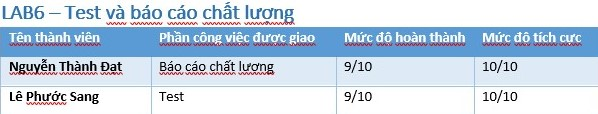 LAB6 – Test và báo cáo chất lượng
Tên thành viên Phần công việc được giao Mức độ hoàn thành Mức độ tích cực
Nguyễn Thành Đạt Báo cáo chất lượng 9/10 10/10
Lê Phước Sang Test 9/10 10/10